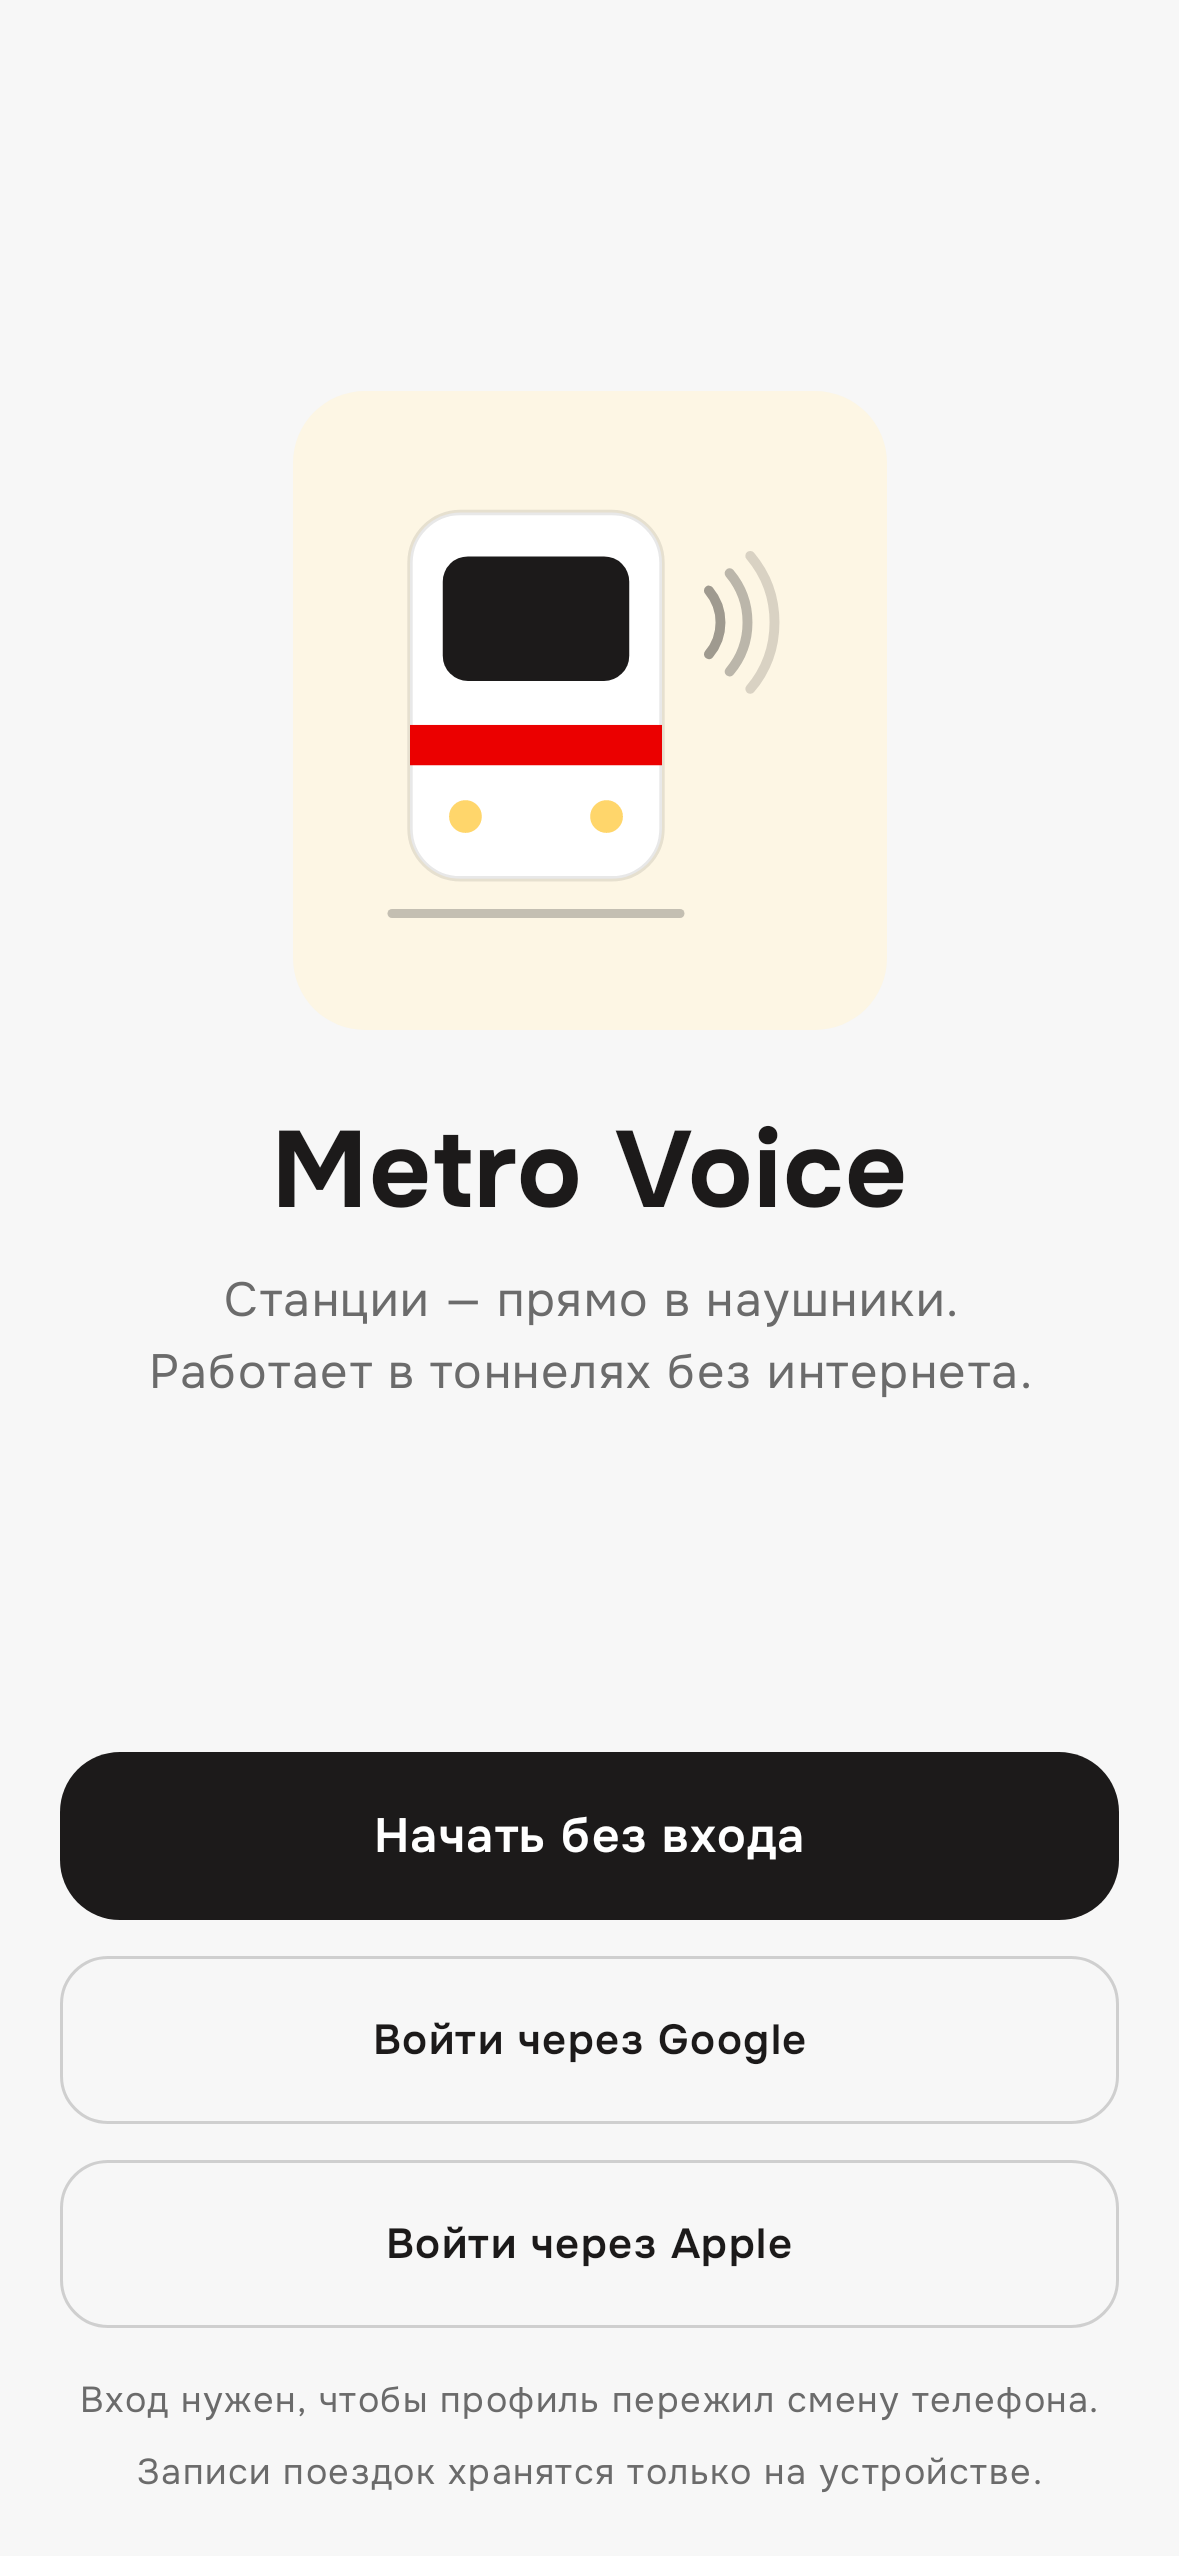 Metro Voice
Станции — прямо в наушники.
Работает в тоннелях без интернета.
Начать без входа
Войти через Google
Войти через Apple
Вход нужен, чтобы профиль пережил смену телефона.
Записи поездок хранятся только на устройстве.